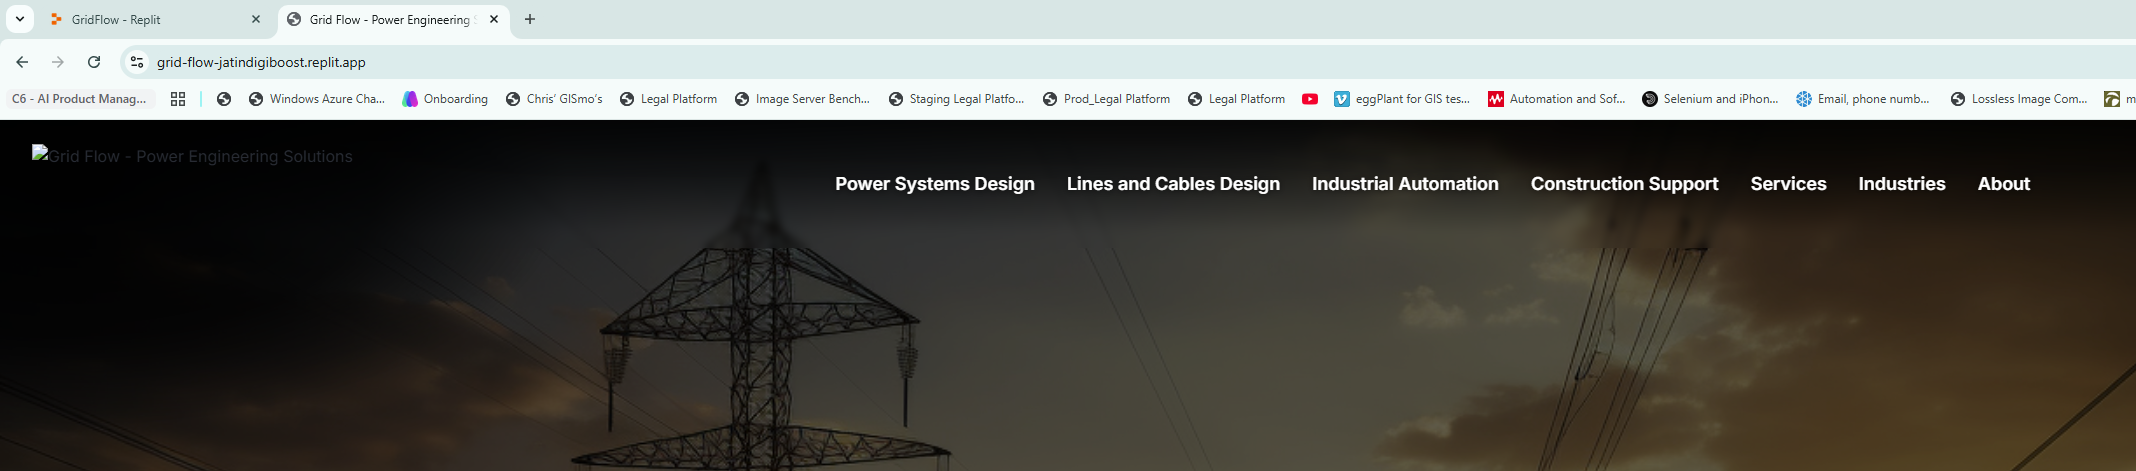 GridFlow - Replit
Grid Flow - Power Engineering S
grid-flow-jatindigiboost.replit.app
C6 - AI Product Manag...
Windows Azure Cha...
Onboarding
Chris' GISmo's
Legal Platform
Image Server Bench...
Staging Legal Platfo...
Prod_Legal Platform
Legal Platform
eggPlant for GIS tes...
Automation and Sof...
Selenium and iPhon...
Email, phone numb...
Lossless Image Com...
m
Grid Flow - Power Engineering Solutions
Power Systems Design
Lines and Cables Design
Industrial Automation
Construction Support
Services
Industries
About